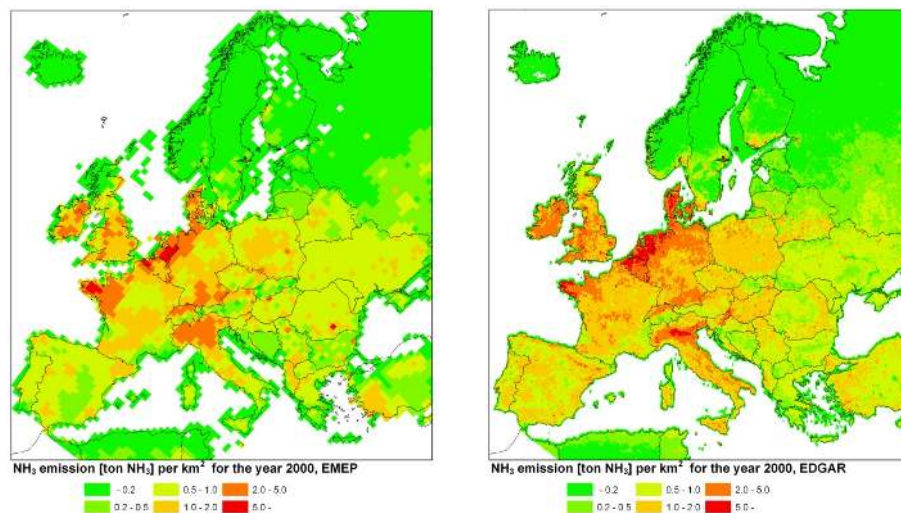 NH₃ emission [ton NH₃] per km² for the year 2000, EMEP
- 0.2 0.5 - 1.0 2.0 - 5.0
0.2 - 0.5 1.0 - 2.0 5.0 -
NH₃ emission [ton NH₃] per km² for the year 2000, EDGAR
- 0.2 0.5 - 1.0 2.0 - 5.0
0.2 - 0.5 1.0 - 2.0 5.0 -